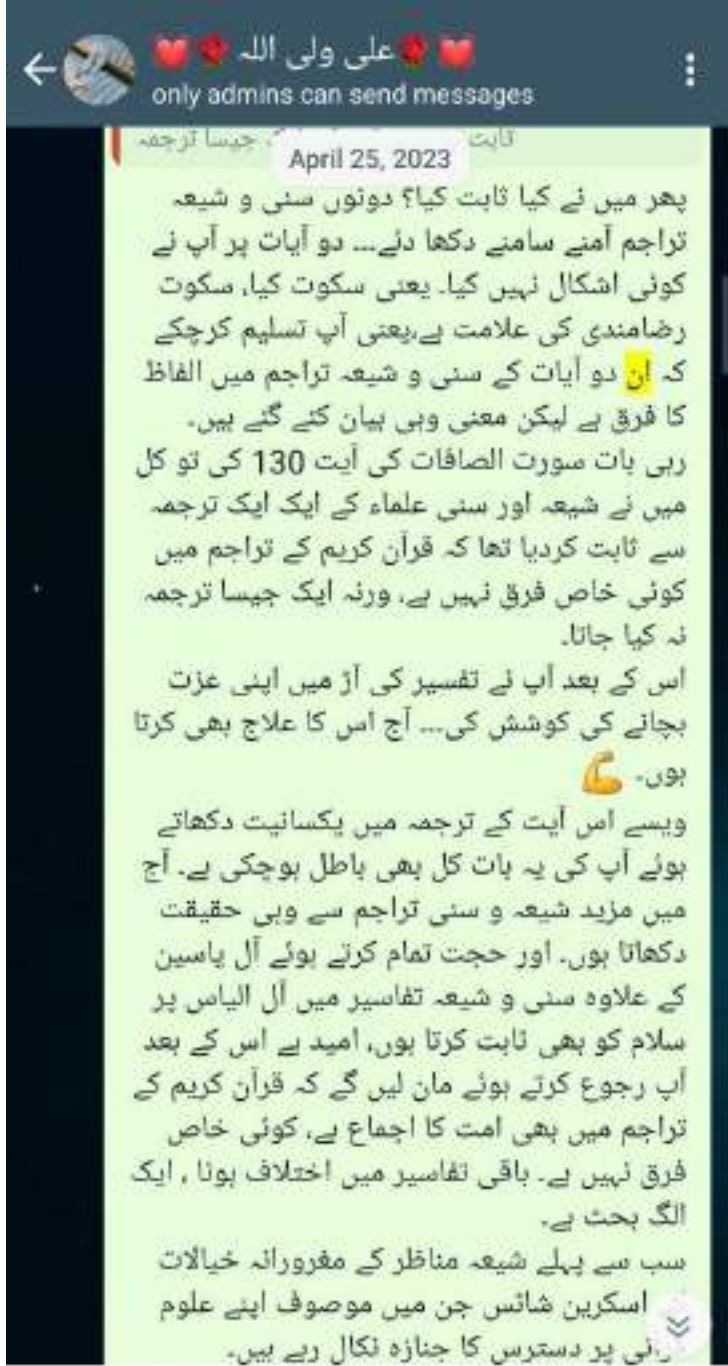 ❤️🌹علی ولی اللہ🌹❤️
only admins can send messages
ثابت جیسا ترجمہ
April 25, 2023
پھر میں نے کیا ثابت کیا؟ دونوں سنی و شیعہ
تراجم آمنے سامنے دکھا دئے... دو آیات پر آپ نے
کوئی اشکال نہیں کیا۔ یعنی سکوت کیا، سکوت
رضامندی کی علامت ہے،یعنی آپ تسلیم کرچکے
کہ ان دو آیات کے سنی و شیعہ تراجم میں الفاظ
کا فرق ہے لیکن معنی وہی بیان کئے گئے ہیں۔
رہی بات سورت الصافات کی آیت 130 کی تو کل
میں نے شیعہ اور سنی علماء کے ایک ایک ترجمہ
سے ثابت کردیا تھا کہ قرآن کریم کے تراجم میں
کوئی خاص فرق نہیں ہے، ورنہ ایک جیسا ترجمہ
نہ کیا جاتا۔
اس کے بعد آپ نے تفسیر کی آڑ میں اپنی عزت
بچانے کی کوشش کی... آج اس کا علاج بھی کرتا
ہوں۔ 💪
ویسے اس آیت کے ترجمہ میں یکسانیت دکھاتے
ہوئے آپ کی یہ بات کل بھی باطل ہوچکی ہے۔ آج
میں مزید شیعہ و سنی تراجم سے وہی حقیقت
دکھاتا ہوں۔ اور حجت تمام کرتے ہوئے آل یاسین
کے علاوہ سنی و شیعہ تفاسیر میں آل الیاس پر
سلام کو بھی ثابت کرتا ہوں، امید ہے اس کے بعد
آپ رجوع کرتے ہوئے مان لیں گے کہ قرآن کریم کے
تراجم میں بھی امت کا اجماع ہے، کوئی خاص
فرق نہیں ہے۔ باقی تفاسیر میں اختلاف ہونا ، ایک
الگ بحث ہے۔
سب سے پہلے شیعہ مناظر کے مغرورانہ خیالات
اسکرین شاٹس جن میں موصوف اپنے علوم
پر دسترس کا جنازہ نکال رہے ہیں۔